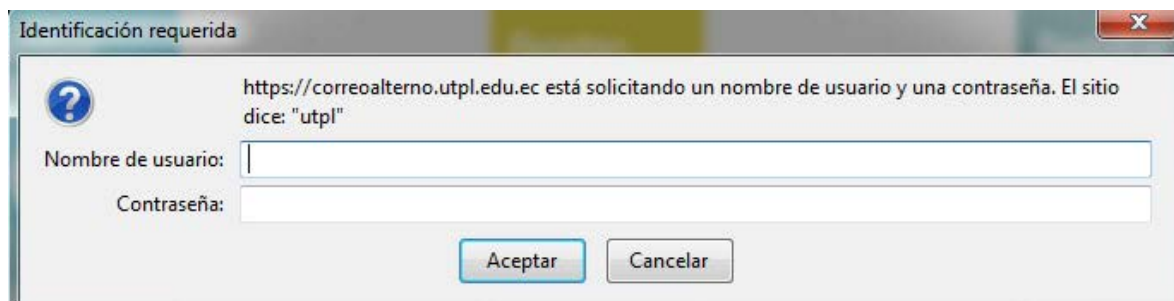 Identificación requerida
https://correoalterno.utpl.edu.ec está solicitando un nombre de usuario y una contraseña. El sitio
dice: "utpl"
Nombre de usuario:
Contraseña:
Aceptar
Cancelar